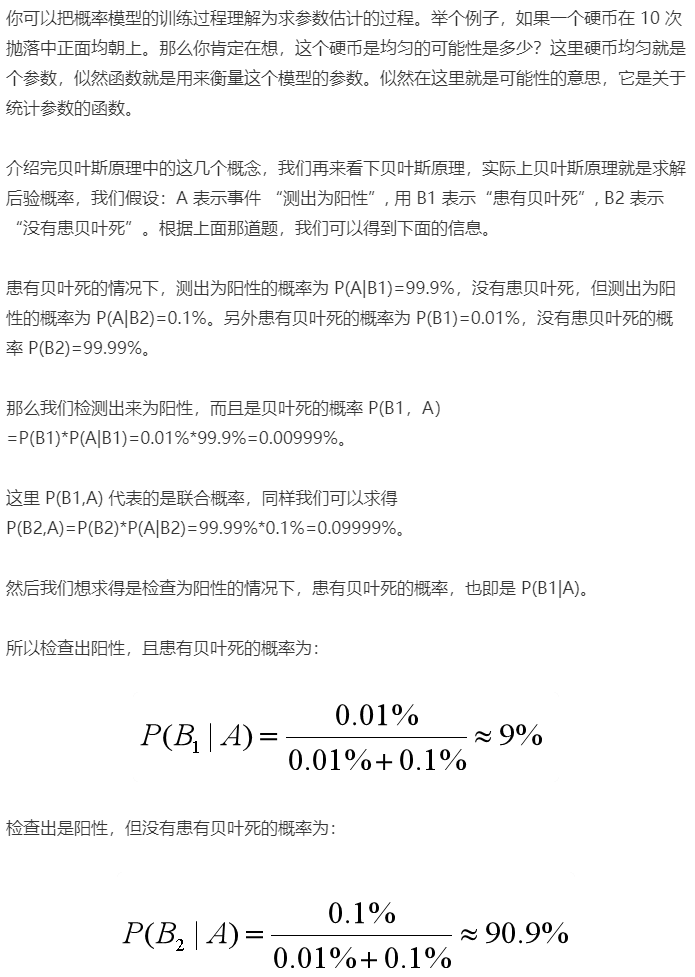 你可以把概率模型的训练过程理解为求参数估计的过程。举个例子，如果一个硬币在 10 次
抛落中正面均朝上。那么你肯定在想，这个硬币是均匀的可能性是多少？这里硬币均匀就是
个参数，似然函数就是用来衡量这个模型的参数。似然在这里就是可能性的意思，它是关于
统计参数的函数。
介绍完贝叶斯原理中的这几个概念，我们再来看下贝叶斯原理，实际上贝叶斯原理就是求解
后验概率，我们假设：A 表示事件 “测出为阳性”, 用 B1 表示“患有贝叶死”, B2 表示
“没有患贝叶死”。根据上面那道题，我们可以得到下面的信息。
患有贝叶死的情况下，测出为阳性的概率为 P(A|B1)=99.9%，没有患贝叶死，但测出为阳
性的概率为 P(A|B2)=0.1%。另外患有贝叶死的概率为 P(B1)=0.01%，没有患贝叶死的概
率 P(B2)=99.99%。
那么我们检测出来为阳性，而且是贝叶死的概率 P(B1，A)
=P(B1)*P(A|B1)=0.01%*99.9%=0.00999%。
这里 P(B1,A) 代表的是联合概率，同样我们可以求得
P(B2,A)=P(B2)*P(A|B2)=99.99%*0.1%=0.09999%。
然后我们想求得是检查为阳性的情况下，患有贝叶死的概率，也即是 P(B1|A)。
所以检查出阳性，且患有贝叶死的概率为：
P(B₁ | A) = 0.01% / 0.01% + 0.1% ≈ 9%
检查出是阳性，但没有患有贝叶死的概率为：
P(B₂ | A) = 0.1% / 0.01% + 0.1% ≈ 90.9%